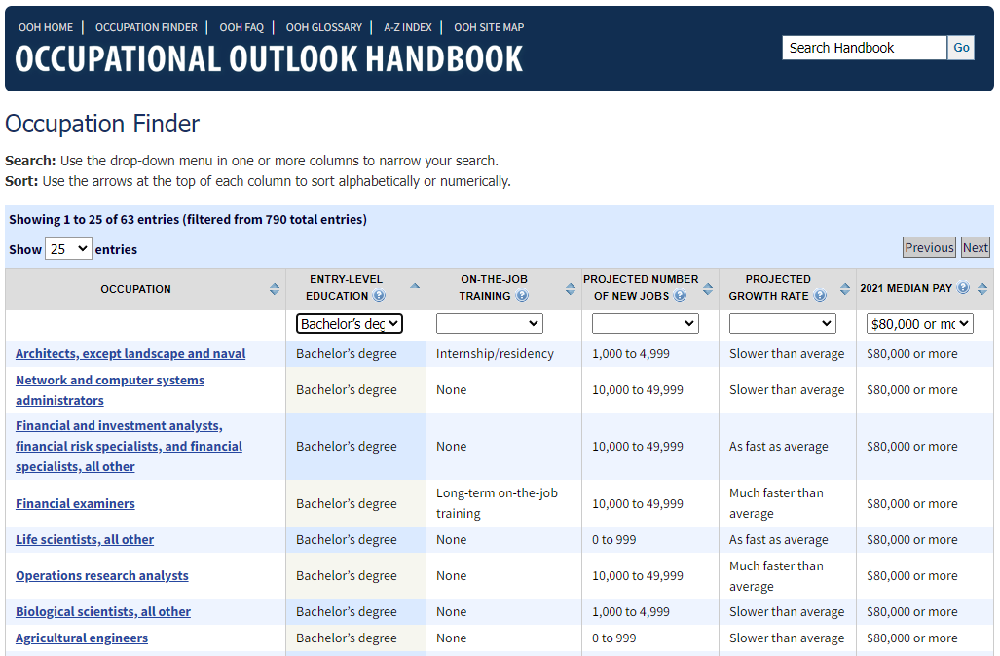 OOH HOME | OCCUPATION FINDER | OOH FAQ | OOH GLOSSARY | A-Z INDEX | OOH SITE MAP
OCCUPATIONAL OUTLOOK HANDBOOK
Search Handbook Go
Occupation Finder
Search: Use the drop-down menu in one or more columns to narrow your search.
Sort: Use the arrows at the top of each column to sort alphabetically or numerically.
Showing 1 to 25 of 63 entries (filtered from 790 total entries)
Show 25 entries
Previous Next
OCCUPATION
ENTRY-LEVEL
EDUCATION
ON-THE-JOB
TRAINING
PROJECTED NUMBER
OF NEW JOBS
PROJECTED
GROWTH RATE
2021 MEDIAN PAY
Bachelor's deg
$80,000 or mo
Architects, except landscape and naval
Bachelor's degree
Internship/residency
1,000 to 4,999
Slower than average
$80,000 or more
Network and computer systems
administrators
Bachelor's degree
None
10,000 to 49,999
Slower than average
$80,000 or more
Financial and investment analysts,
financial risk specialists, and financial
specialists, all other
Bachelor's degree
None
10,000 to 49,999
As fast as average
$80,000 or more
Financial examiners
Bachelor's degree
Long-term on-the-job
training
10,000 to 49,999
Much faster than
average
$80,000 or more
Life scientists, all other
Bachelor's degree
None
0 to 999
As fast as average
$80,000 or more
Operations research analysts
Bachelor's degree
None
10,000 to 49,999
Much faster than
average
$80,000 or more
Biological scientists, all other
Bachelor's degree
None
1,000 to 4,999
Slower than average
$80,000 or more
Agricultural engineers
Bachelor's degree
None
0 to 999
Slower than average
$80,000 or more